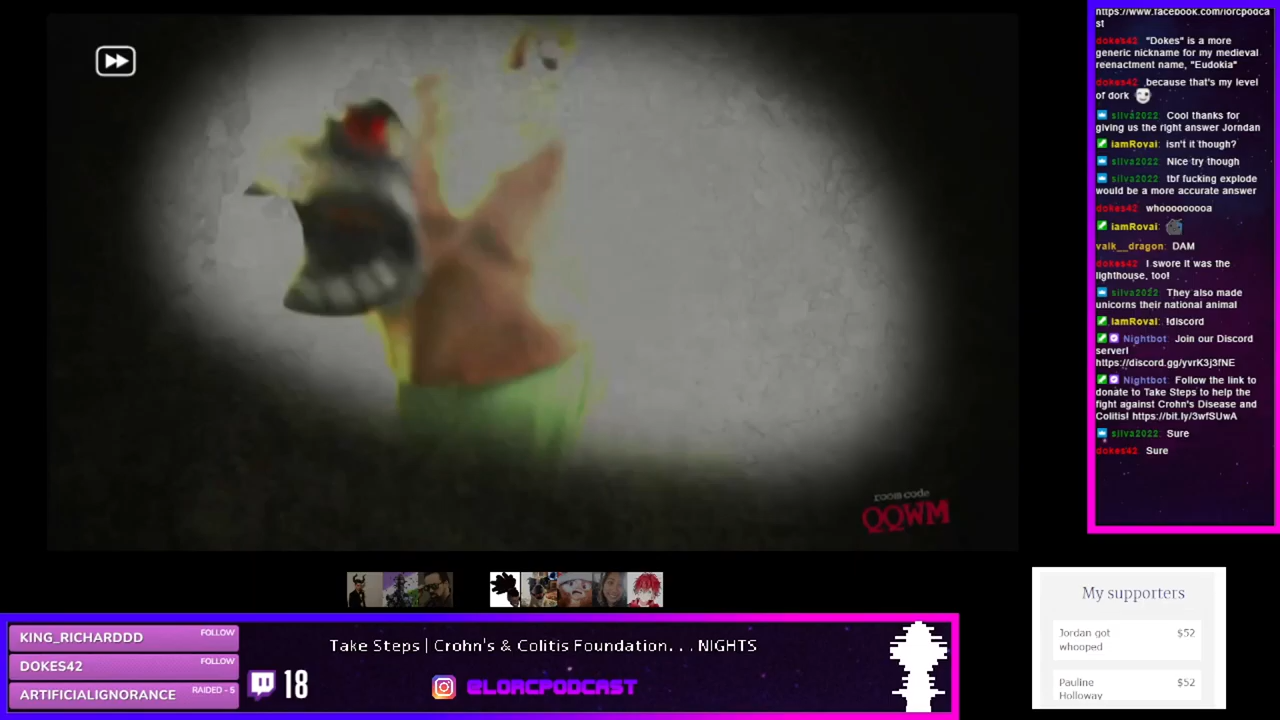 https://www.facebook.com/lorcpodca
st
dokes42 "Dokes" is a more
generic nickname for my medieval
reenactment name, "Eudokia"
dokes42 because that's my level
of dork
silva2022 Cool thanks for
giving us the right answer Jorndan
iamRovai: isn't it though?
silva2022 Nice try though
silva2022 tbf fucking explode
would be a more accurate answer
dokes42 whooooooooa
iamRovai:
valk__dragon: DAM
dokes42 I swore it was the
lighthouse, too!
silva2022: They also made
unicorns their national animal
iamRovai: !discord
Nightbot: Join our Discord
server!
https://discord.gg/yvrK3j3fNE
Nightbot: Follow the link to
donate to Take Steps to help the
fight against Crohn's Disease and
Colitis! https://bit.ly/3wfSUwA
silva2022: Sure
dokes42 Sure
room code
QQWM
My supporters
Jordan got
whooped
$52
Pauline
Holloway
$52
KING_RICHARDDD FOLLOW
DOKES42 FOLLOW
ARTIFICIALIGNORANCE RAIDED - 5
18
Take Steps | Crohn's & Colitis Foundation. . . NIGHTS
@LORCPODCAST